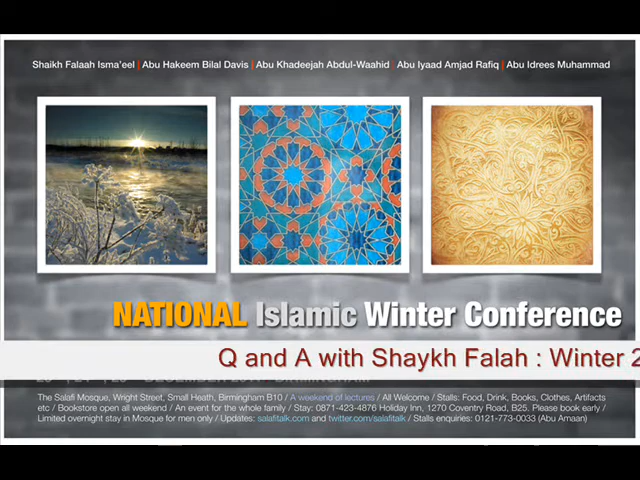 Shaikh Falaah Isma'eel | Abu Hakeem Bilal Davis | Abu Khadeejah Abdul-Waahid | Abu Iyaad Amjad Rafiq | Abu Idrees Muhammad
NATIONAL Islamic Winter Conference
Q and A with Shaykh Falah : Winter 2
The Salafi Mosque, Wright Street, Small Heath, Birmingham B10 / A weekend of lectures / All Welcome / Stalls: Food, Drink, Books, Clothes, Artifacts
etc / Bookstore open all weekend / An event for the whole family / Stay: 0871-423-4876 Holiday Inn, 1270 Coventry Road, B25. Please book early /
Limited overnight stay in Mosque for men only / Updates: salafitalk.com and twitter.com/salafitalk / Stalls enquiries: 0121-773-0033 (Abu Amaan)